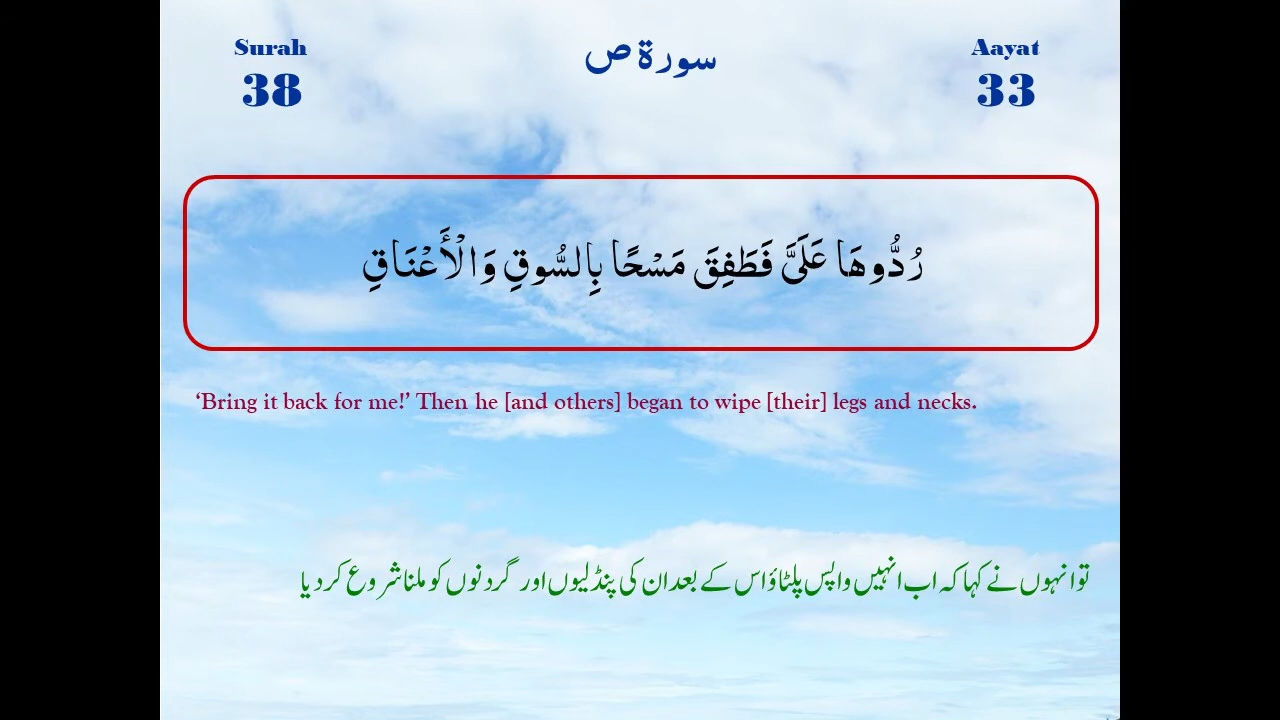 Surah
38
سورة ص
Aayat
33
رُدُّوهَا عَلَىَّ فَطَفِقَ مَسْحًا بِالسُّوقِ وَالْأَعْنَاقِ
‘Bring it back for me!’ Then he [and others] began to wipe [their] legs and necks.
تو انہوں نے کہا کہ اب انہیں واپس پلٹاؤ اس کے بعد ان کی پنڈلیوں اور گردنوں کو ملنا شروع کردیا